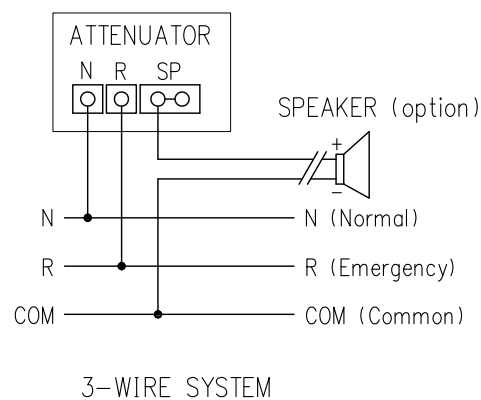 ATTENUATOR
N R SP
SPEAKER (option)
+
−
N N (Normal)
R R (Emergency)
COM COM (Common)
3−WIRE SYSTEM